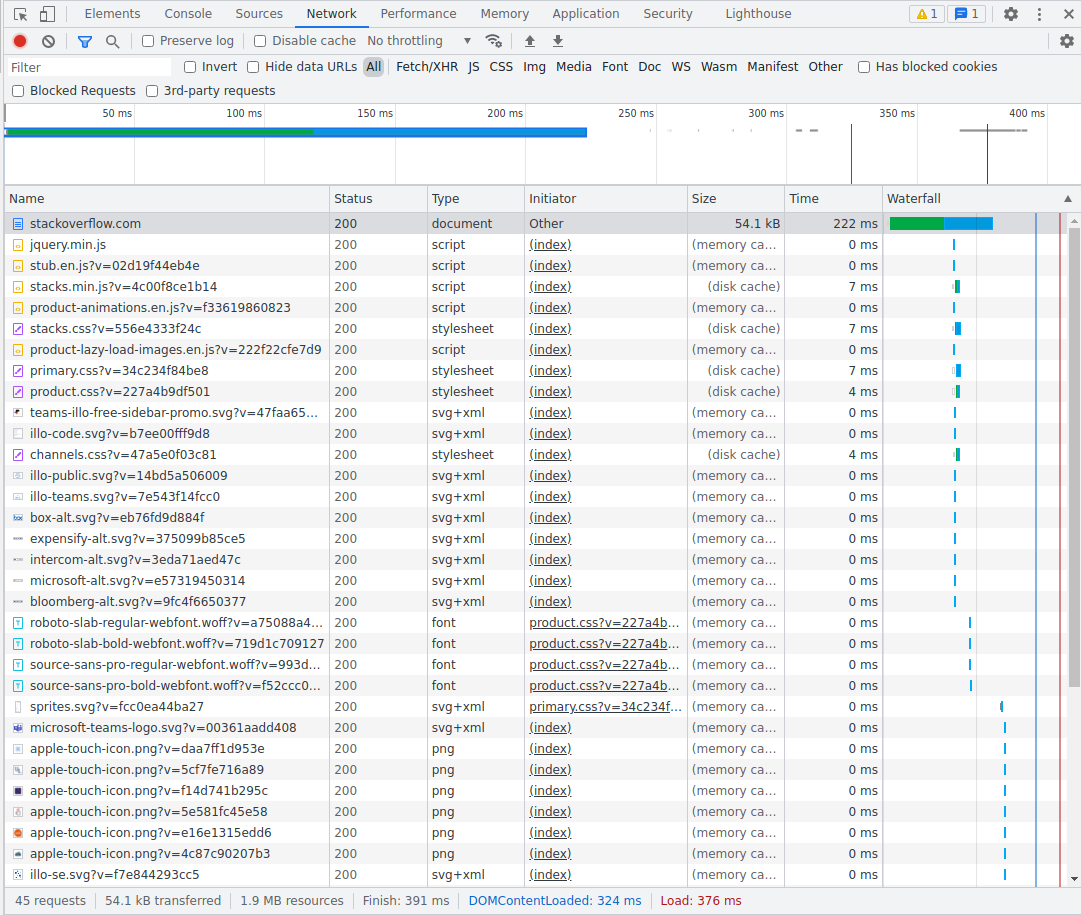 Elements Console Sources Network Performance Memory Application Security Lighthouse 1 1
Preserve log Disable cache No throttling
Filter Invert Hide data URLs All Fetch/XHR JS CSS Img Media Font Doc WS Wasm Manifest Other Has blocked cookies
Blocked Requests 3rd-party requests
50 ms 100 ms 150 ms 200 ms 250 ms 300 ms 350 ms 400 ms
Name Status Type Initiator Size Time Waterfall
stackoverflow.com 200 document Other 54.1 kB 222 ms
jquery.min.js 200 script (index) (memory ca... 0 ms
stub.en.js?v=02d19f44eb4e 200 script (index) (memory ca... 0 ms
stacks.min.js?v=4c00f8ce1b14 200 script (index) (disk cache) 7 ms
product-animations.en.js?v=f33619860823 200 script (index) (memory ca... 0 ms
stacks.css?v=556e4333f24c 200 stylesheet (index) (disk cache) 7 ms
product-lazy-load-images.en.js?v=222f22cfe7d9 200 script (index) (memory ca... 0 ms
primary.css?v=34c234f84be8 200 stylesheet (index) (disk cache) 7 ms
product.css?v=227a4b9df501 200 stylesheet (index) (disk cache) 4 ms
teams-illo-free-sidebar-promo.svg?v=47faa65... 200 svg+xml (index) (memory ca... 0 ms
illo-code.svg?v=b7ee00fff9d8 200 svg+xml (index) (memory ca... 0 ms
channels.css?v=47a5e0f03c81 200 stylesheet (index) (disk cache) 4 ms
illo-public.svg?v=14bd5a506009 200 svg+xml (index) (memory ca... 0 ms
illo-teams.svg?v=7e543f14fcc0 200 svg+xml (index) (memory ca... 0 ms
box-alt.svg?v=eb76fd9d884f 200 svg+xml (index) (memory ca... 0 ms
expensify-alt.svg?v=375099b85ce5 200 svg+xml (index) (memory ca... 0 ms
intercom-alt.svg?v=3eda71aed47c 200 svg+xml (index) (memory ca... 0 ms
microsoft-alt.svg?v=e57319450314 200 svg+xml (index) (memory ca... 0 ms
bloomberg-alt.svg?v=9fc4f6650377 200 svg+xml (index) (memory ca... 0 ms
roboto-slab-regular-webfont.woff?v=a75088a4... 200 font product.css?v=227a4b... (memory ca... 0 ms
roboto-slab-bold-webfont.woff?v=719d1c709127 200 font product.css?v=227a4b... (memory ca... 0 ms
source-sans-pro-regular-webfont.woff?v=993d... 200 font product.css?v=227a4b... (memory ca... 0 ms
source-sans-pro-bold-webfont.woff?v=f52ccc0... 200 font product.css?v=227a4b... (memory ca... 0 ms
sprites.svg?v=fcc0ea44ba27 200 svg+xml primary.css?v=34c234f... (memory ca... 0 ms
microsoft-teams-logo.svg?v=00361aadd408 200 svg+xml (index) (memory ca... 0 ms
apple-touch-icon.png?v=daa7ff1d953e 200 png (index) (memory ca... 0 ms
apple-touch-icon.png?v=5cf7fe716a89 200 png (index) (memory ca... 0 ms
apple-touch-icon.png?v=f14d741b295c 200 png (index) (memory ca... 0 ms
apple-touch-icon.png?v=5e581fc45e58 200 png (index) (memory ca... 0 ms
apple-touch-icon.png?v=e16e1315edd6 200 png (index) (memory ca... 0 ms
apple-touch-icon.png?v=4c87c90207b3 200 png (index) (memory ca... 0 ms
illo-se.svg?v=f7e844293cc5 200 svg+xml (index) (memory ca... 0 ms
45 requests 54.1 kB transferred 1.9 MB resources Finish: 391 ms DOMContentLoaded: 324 ms Load: 376 ms